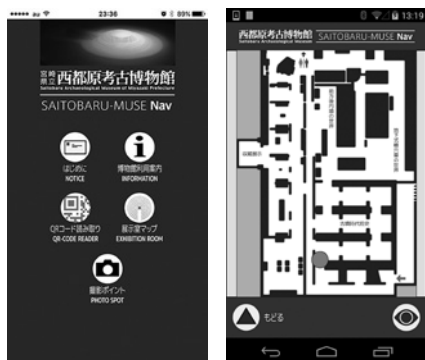 au 23:36 89%
宮崎県立 西都原考古博物館
Saitobaru Archaeological Museum of Miyazaki Prefecture
SAITOBARU-MUSE Nav
はじめに
NOTICE
博物館利用案内
INFORMATION
QRコード読み取り
QR-CODE READER
展示室マップ
EXHIBITION ROOM
撮影ポイント
PHOTO SPOT
13:19
西都原考古博物館 SAITOBARU-MUSE Nav
もどる